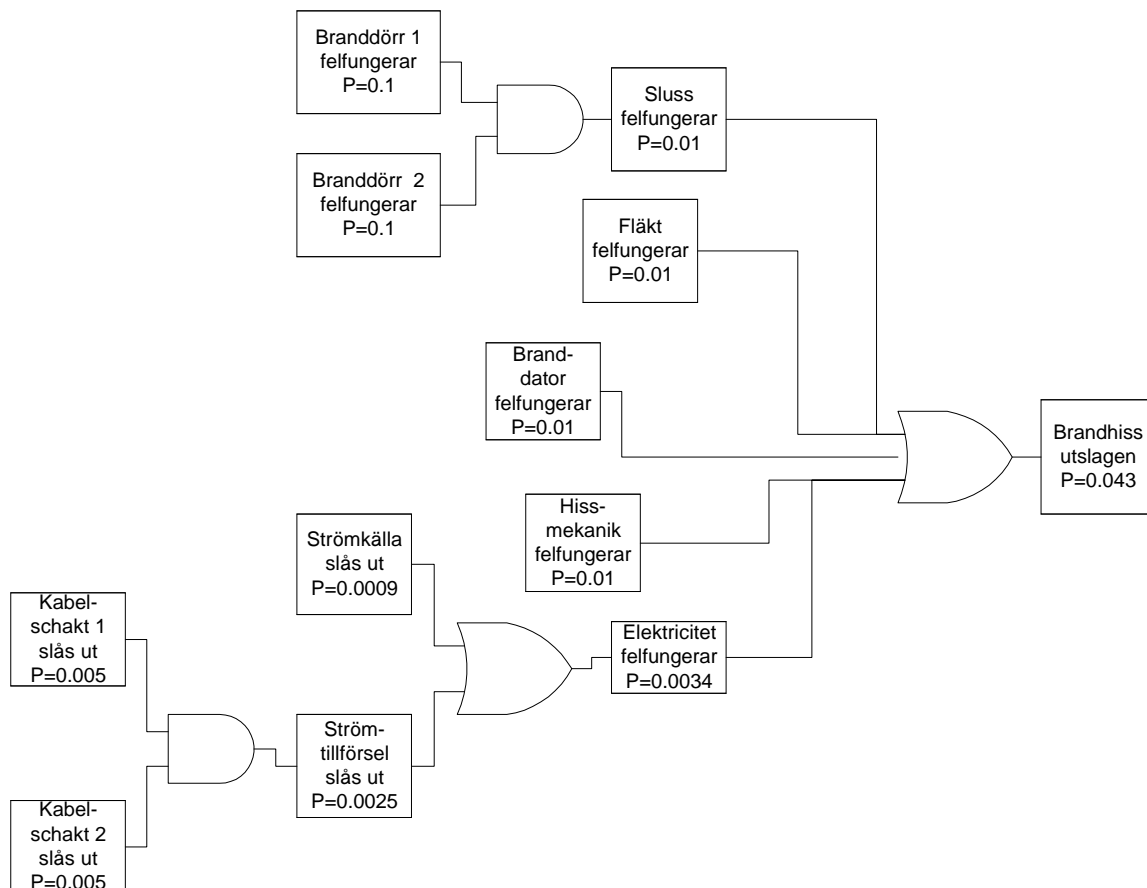 Branddörr 1
felfungerar
P=0.1
Sluss
felfungerar
P=0.01
Branddörr 2
felfungerar
P=0.1
Fläkt
felfungerar
P=0.01
Brand-
dator
felfungerar
P=0.01
Brandhiss
utslagen
P=0.043
Hiss-
mekanik
felfungerar
P=0.01
Strömkälla
slås ut
P=0.0009
Kabel-
schakt 1
slås ut
P=0.005
Elektricitet
felfungerar
P=0.0034
Ström-
tillförsel
slås ut
P=0.0025
Kabel-
schakt 2
slås ut
P=0.005